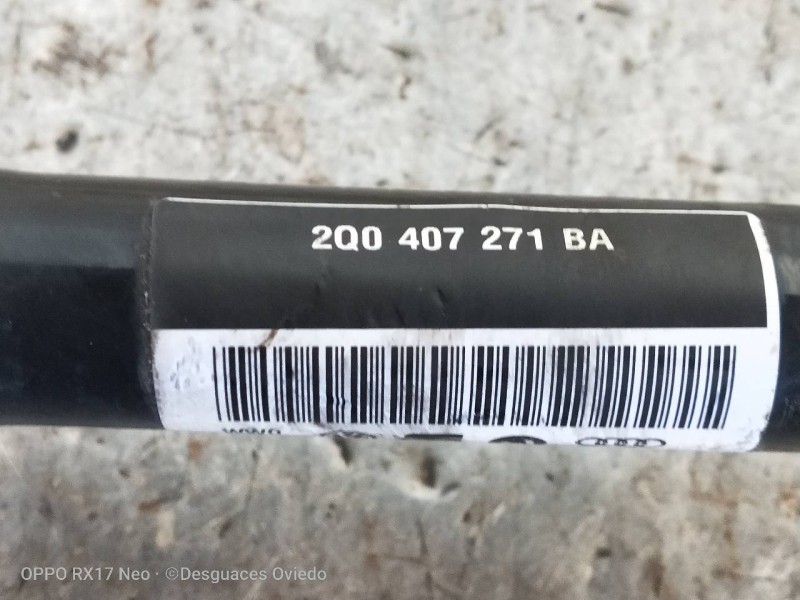 2Q0 407 271 BA
OPPO RX17 Neo · ©Desguaces Oviedo